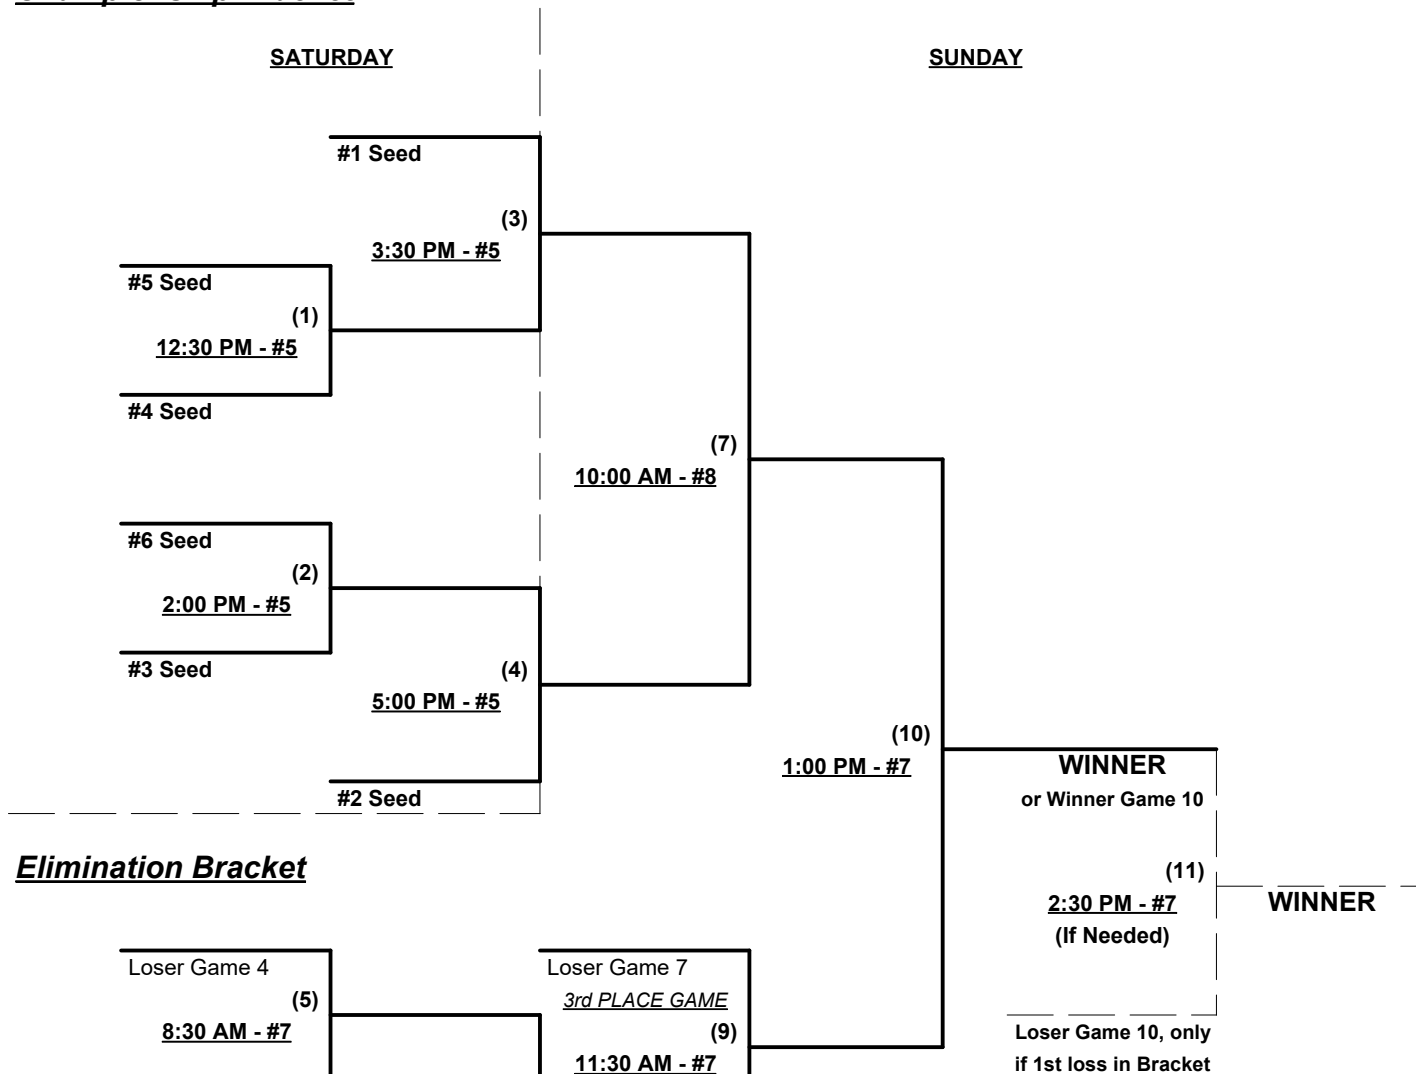 SATURDAY
SUNDAY
#1 Seed
(3)
3:30 PM - #5
#5 Seed
(1)
12:30 PM - #5
#4 Seed
(7)
10:00 AM - #8
#6 Seed
(2)
2:00 PM - #5
#3 Seed
(4)
5:00 PM - #5
#2 Seed
(10)
1:00 PM - #7
WINNER
or Winner Game 10
Elimination Bracket
(11)
2:30 PM - #7
(If Needed)
WINNER
Loser Game 4
(5)
8:30 AM - #7
Loser Game 7
3rd PLACE GAME
(9)
11:30 AM - #7
Loser Game 10, only
if 1st loss in Bracket